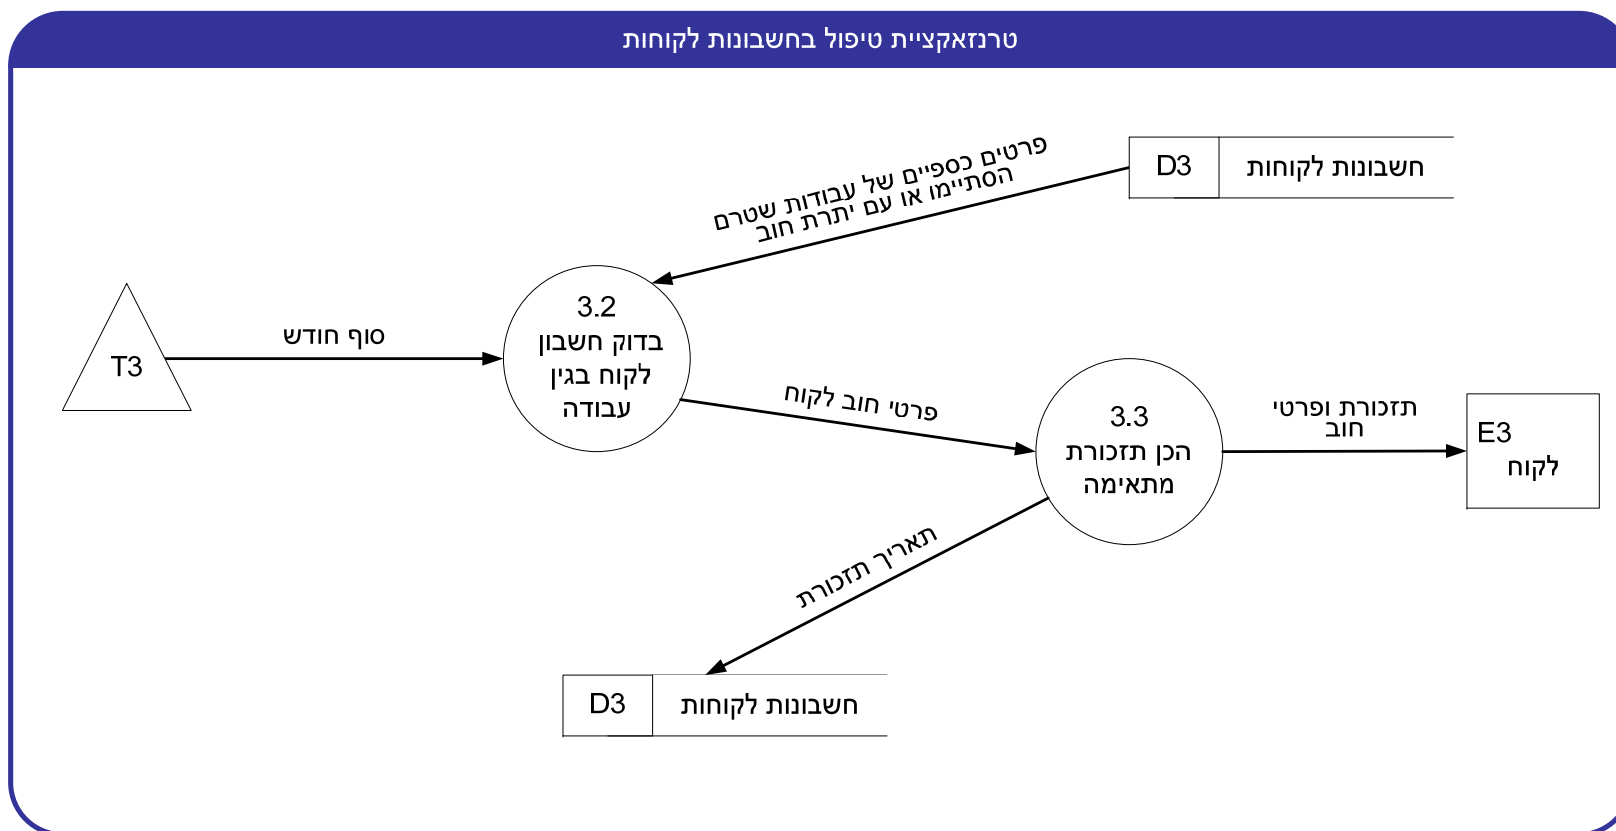 טרנזאקציית טיפול בחשבונות לקוחות
D3
חשבונות לקוחות
פרטים כספיים של עבודות שטרם
הסתיימו או עם יתרת חוב
T3
סוף חודש
3.2
בדוק חשבון
לקוח בגין
עבודה
פרטי חוב לקוח
3.3
הכן תזכורת
מתאימה
תזכורת ופרטי
חוב
E3
לקוח
תאריך תזכורת
D3
חשבונות לקוחות